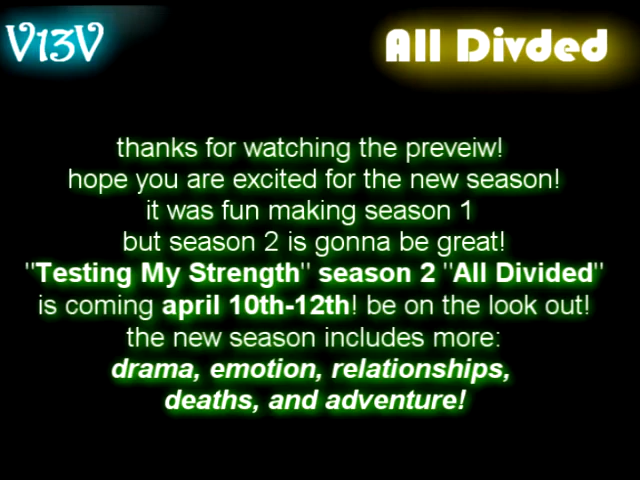 V13V
All Divded
thanks for watching the preveiw!
hope you are excited for the new season!
it was fun making season 1
but season 2 is gonna be great!
"Testing My Strength" season 2 "All Divided"
is coming april 10th-12th! be on the look out!
the new season includes more:
drama, emotion, relationships,
deaths, and adventure!